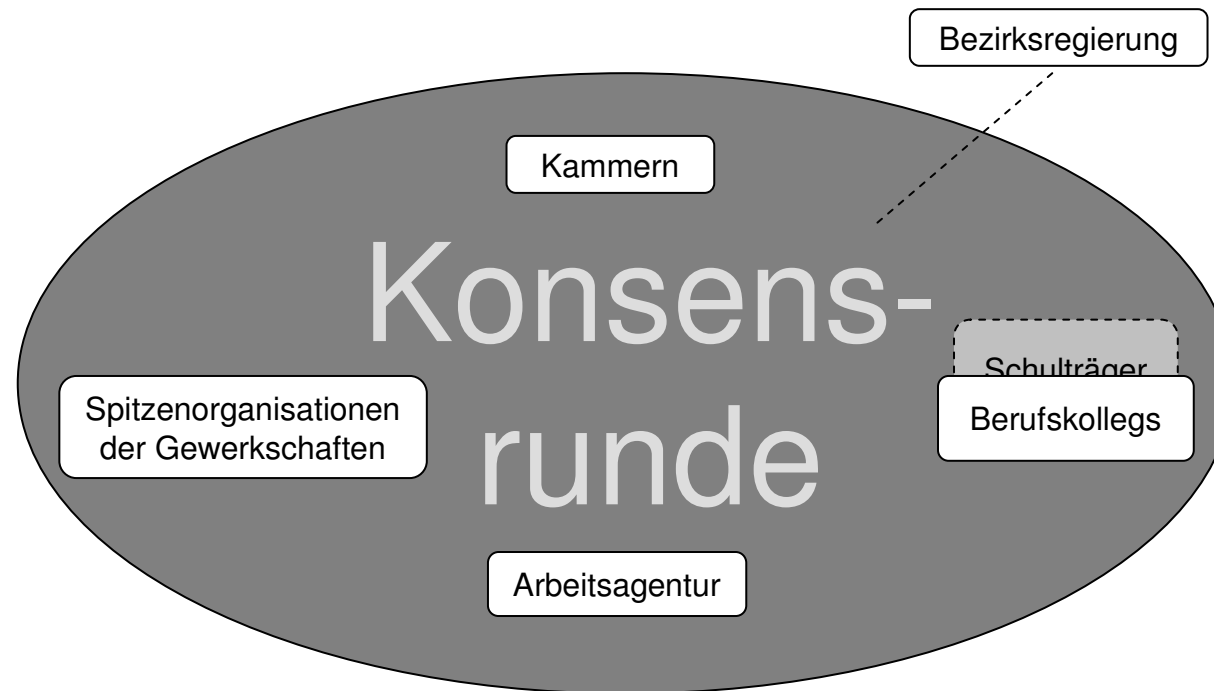 Bezirksregierung
Kammern
Konsens-
runde
Schulträger
Berufskollegs
Spitzenorganisationen
der Gewerkschaften
Arbeitsagentur